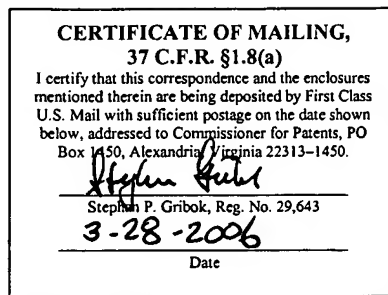 CERTIFICATE OF MAILING,
37 C.F.R. §1.8(a)
I certify that this correspondence and the enclosures
mentioned therein are being deposited by First Class
U.S. Mail with sufficient postage on the date shown
below, addressed to Commissioner for Patents, PO
Box 1450, Alexandria, Virginia 22313–1450.
Stephan P. Gribok, Reg. No. 29,643
3-28-2006
Date